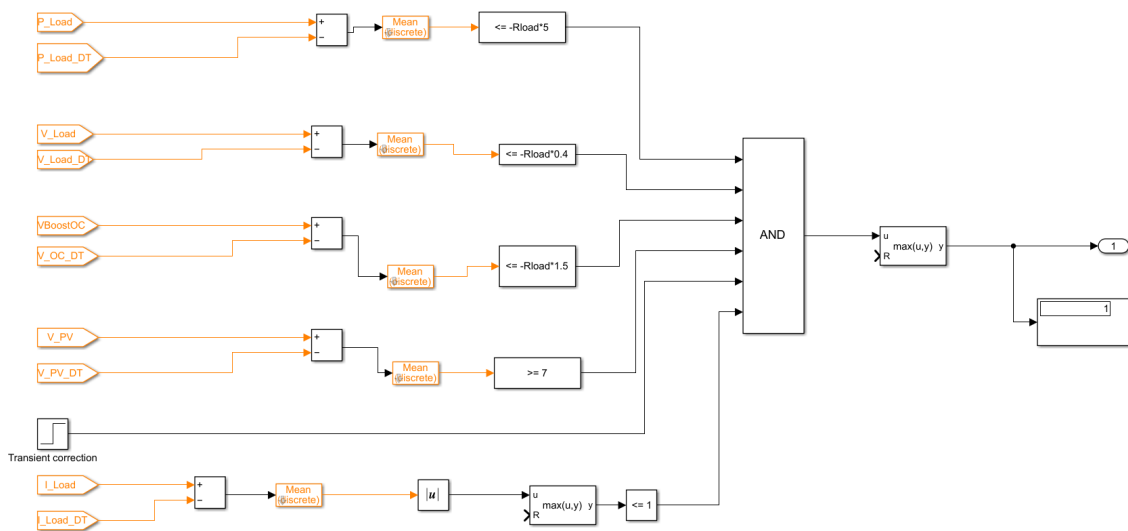 P_Load
P_Load_DT
+
−
Mean
(discrete)
<= -Rload*5
V_Load
V_Load_DT
+
−
Mean
(discrete)
<= -Rload*0.4
VBoostOC
V_OC_DT
+
−
Mean
(discrete)
<= -Rload*1.5
V_PV
V_PV_DT
+
−
Mean
(discrete)
>= 7
Transient correction
I_Load
I_Load_DT
+
−
Mean
(discrete)
|u|
u
R
max(u,y)
y
<= 1
AND
u
R
max(u,y)
y
1
1